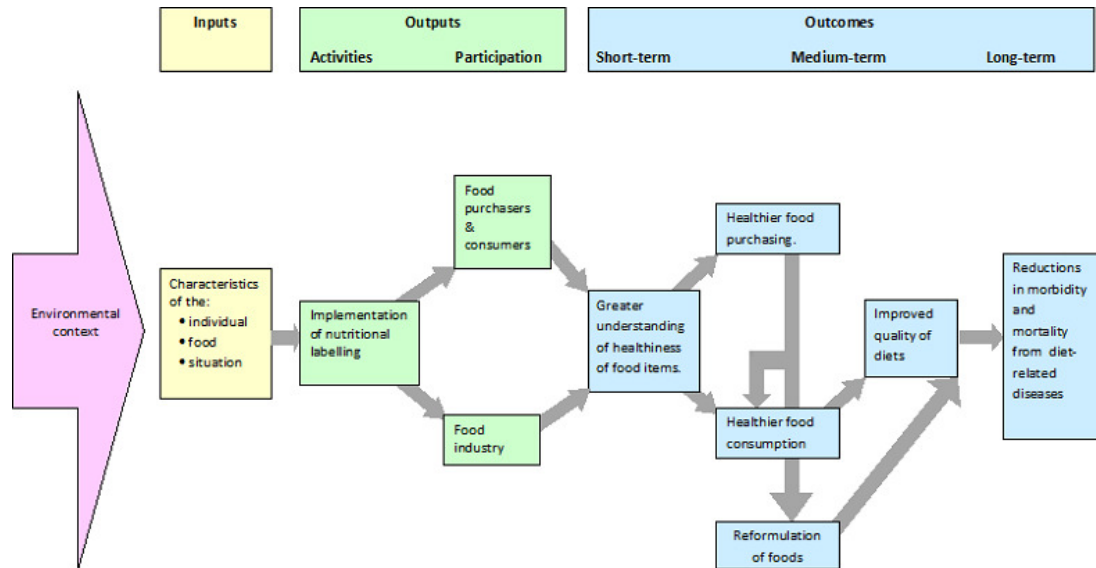 Inputs
Outputs
Activities Participation
Outcomes
Short-term Medium-term Long-term
Environmental
context
Characteristics
of the:
• individual
• food
• situation
Implementation
of nutritional
labelling
Food
purchasers
&
consumers
Food
industry
Greater
understanding
of healthiness
of food items.
Healthier food
purchasing.
Healthier food
consumption
Reformulation
of foods
Improved
quality of
diets
Reductions
in morbidity
and
mortality
from diet-
related
diseases